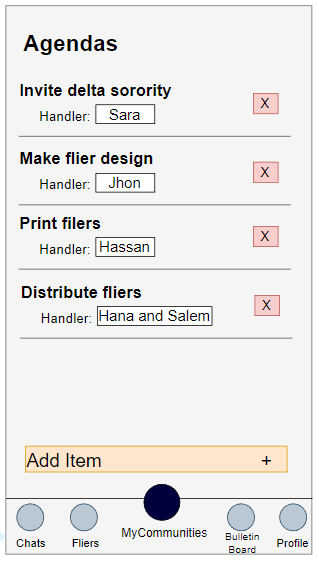 Agendas
Invite delta sorority
Handler: Sara X
Make flier design
Handler: Jhon X
Print filers
Handler: Hassan X
Distribute fliers
Handler: Hana and Salem X
Add Item +
Chats Fliers MyCommunities Bulletin Board Profile